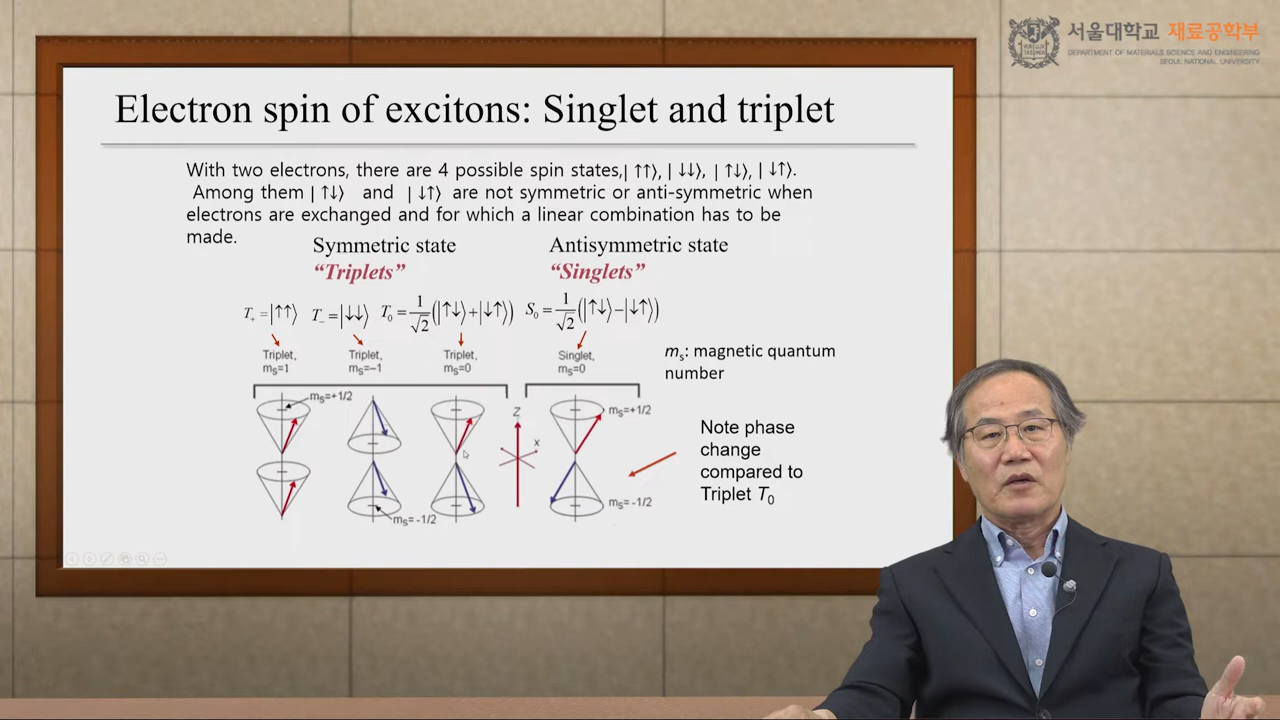 서울대학교 재료공학부
DEPARTMENT OF MATERIALS SCIENCE AND ENGINEERING
SEOUL NATIONAL UNIVERSITY
Electron spin of excitons: Singlet and triplet
With two electrons, there are 4 possible spin states,|↑↑⟩,|↓↓⟩, |↑↓⟩, |↓↑⟩.
Among them |↑↓⟩ and |↓↑⟩ are not symmetric or anti-symmetric when
electrons are exchanged and for which a linear combination has to be
made.
Symmetric state
"Triplets"
Antisymmetric state
"Singlets"
T₊ =|↑↑⟩ T₋ =|↓↓⟩ T₀ = 1/√2 (|↑↓⟩+|↓↑⟩) S₀ = 1/√2 (|↑↓⟩−|↓↑⟩)
Triplet,
mₛ=1
Triplet,
mₛ=−1
Triplet,
mₛ=0
Singlet,
mₛ=0
mₛ: magnetic quantum
number
mₛ=+1/2
mₛ=-1/2
Z
x
mₛ=+1/2
mₛ=-1/2
Note phase
change
compared to
Triplet T₀